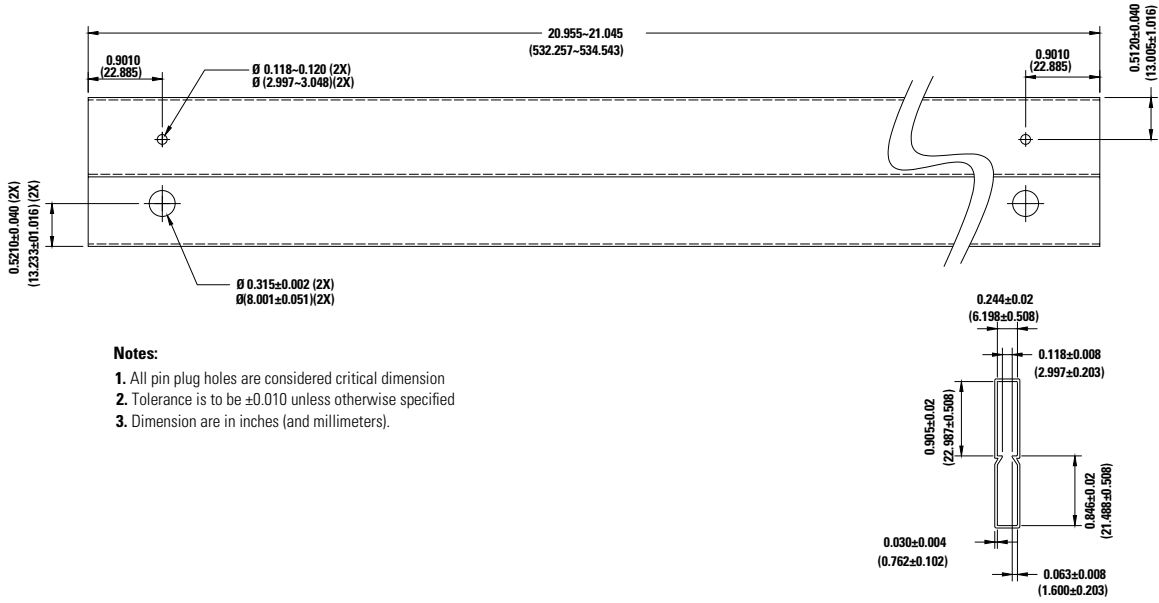 20.955~21.045
(532.257~534.543)
0.9010
(22.885)
Ø 0.118~0.120 (2X)
Ø (2.997~3.048)(2X)
0.9010
(22.885)
0.5120±0.040
(13.005±1.016)
0.5210±0.040 (2X)
(13.233±01.016) (2X)
Ø 0.315±0.002 (2X)
Ø(8.001±0.051)(2X)
Notes:
1. All pin plug holes are considered critical dimension
2. Tolerance is to be ±0.010 unless otherwise specified
3. Dimension are in inches (and millimeters).
0.244±0.02
(6.198±0.508)
0.118±0.008
(2.997±0.203)
0.905±0.02
(22.987±0.508)
0.846±0.02
(21.488±0.508)
0.030±0.004
(0.762±0.102)
0.063±0.008
(1.600±0.203)